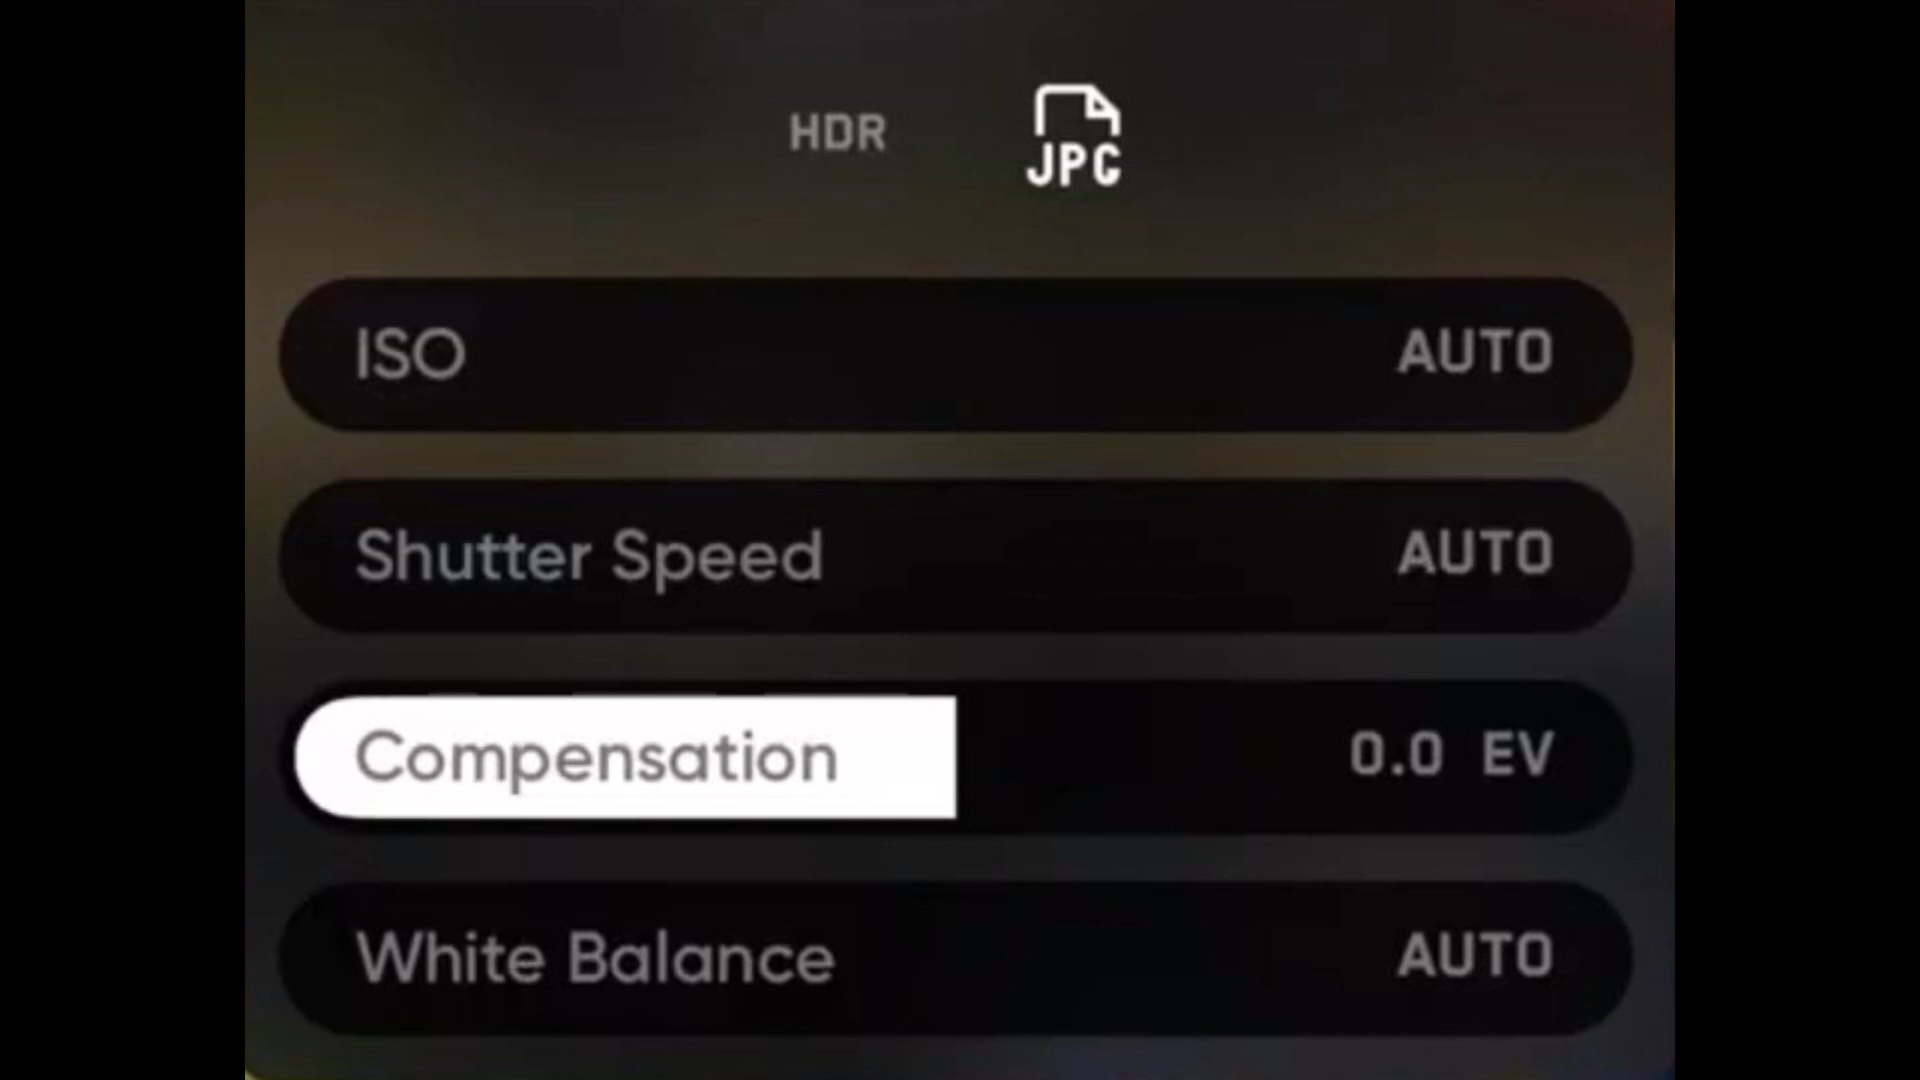 HDR JPG
ISO AUTO
Shutter Speed AUTO
Compensation 0.0 EV
White Balance AUTO